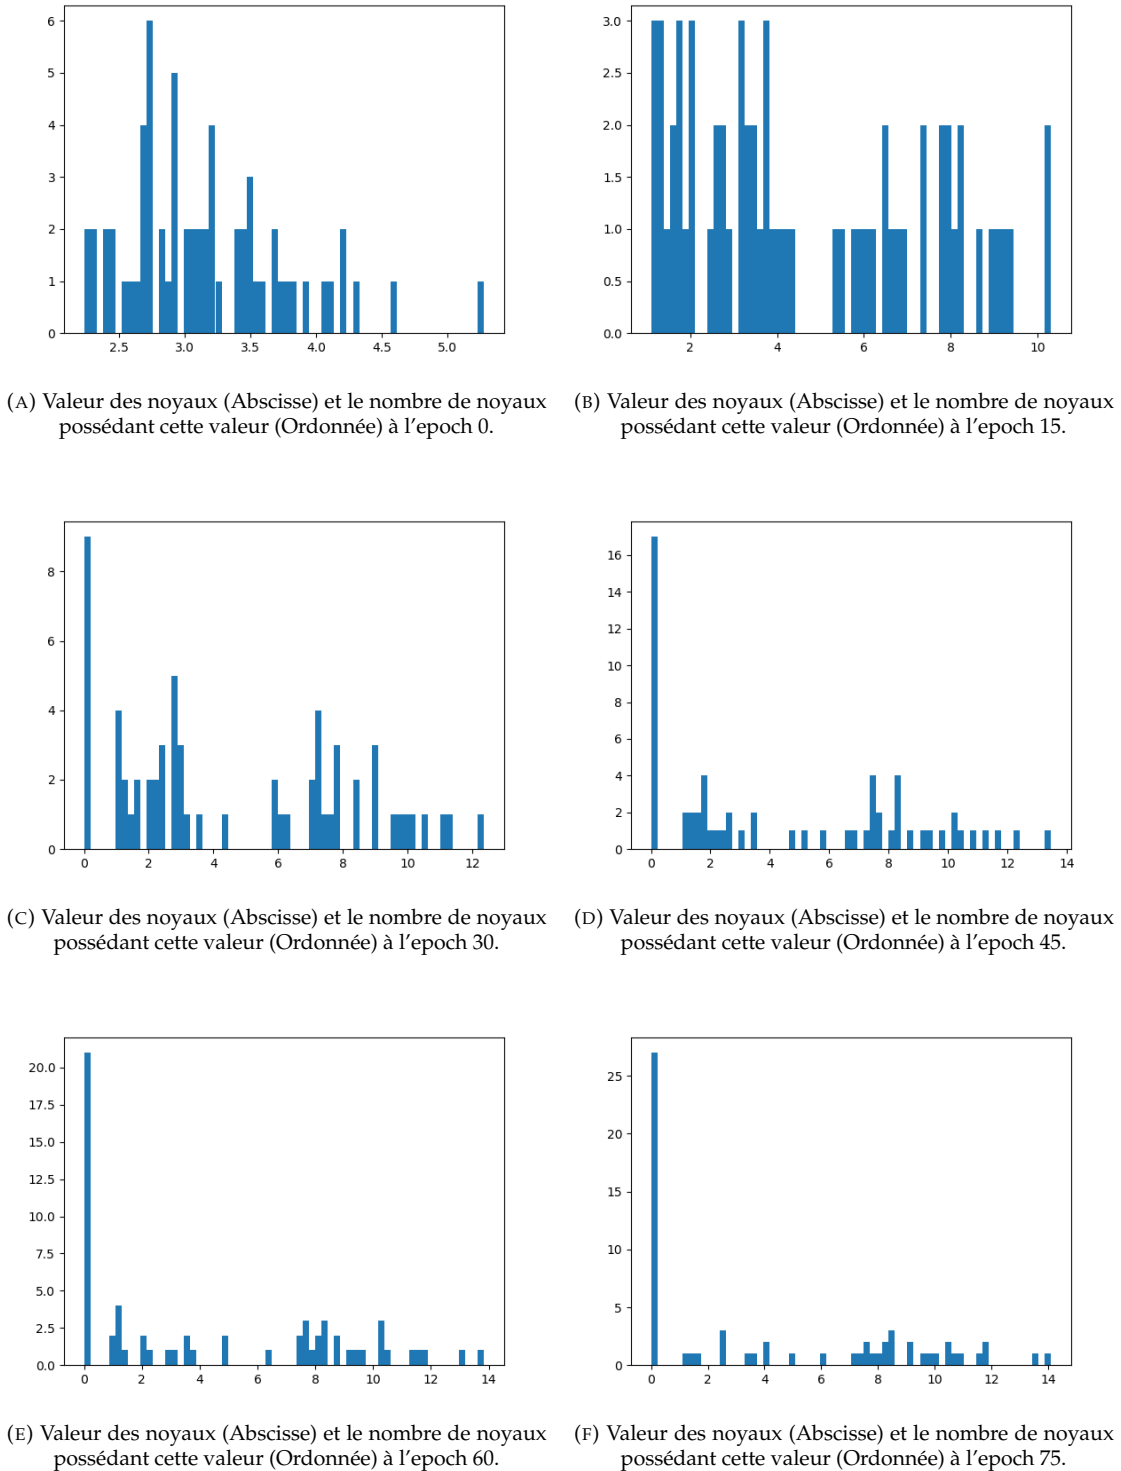 6
5
4
3
2
1
0
2.5 3.0 3.5 4.0 4.5 5.0
(A) Valeur des noyaux (Abscisse) et le nombre de noyaux
possédant cette valeur (Ordonnée) à l'epoch 0.
3.0
2.5
2.0
1.5
1.0
0.5
0.0
2 4 6 8 10
(B) Valeur des noyaux (Abscisse) et le nombre de noyaux
possédant cette valeur (Ordonnée) à l'epoch 15.
8
6
4
2
0
0 2 4 6 8 10 12
(C) Valeur des noyaux (Abscisse) et le nombre de noyaux
possédant cette valeur (Ordonnée) à l'epoch 30.
16
14
12
10
8
6
4
2
0
0 2 4 6 8 10 12 14
(D) Valeur des noyaux (Abscisse) et le nombre de noyaux
possédant cette valeur (Ordonnée) à l'epoch 45.
20.0
17.5
15.0
12.5
10.0
7.5
5.0
2.5
0.0
0 2 4 6 8 10 12 14
(E) Valeur des noyaux (Abscisse) et le nombre de noyaux
possédant cette valeur (Ordonnée) à l'epoch 60.
25
20
15
10
5
0
0 2 4 6 8 10 12 14
(F) Valeur des noyaux (Abscisse) et le nombre de noyaux
possédant cette valeur (Ordonnée) à l'epoch 75.